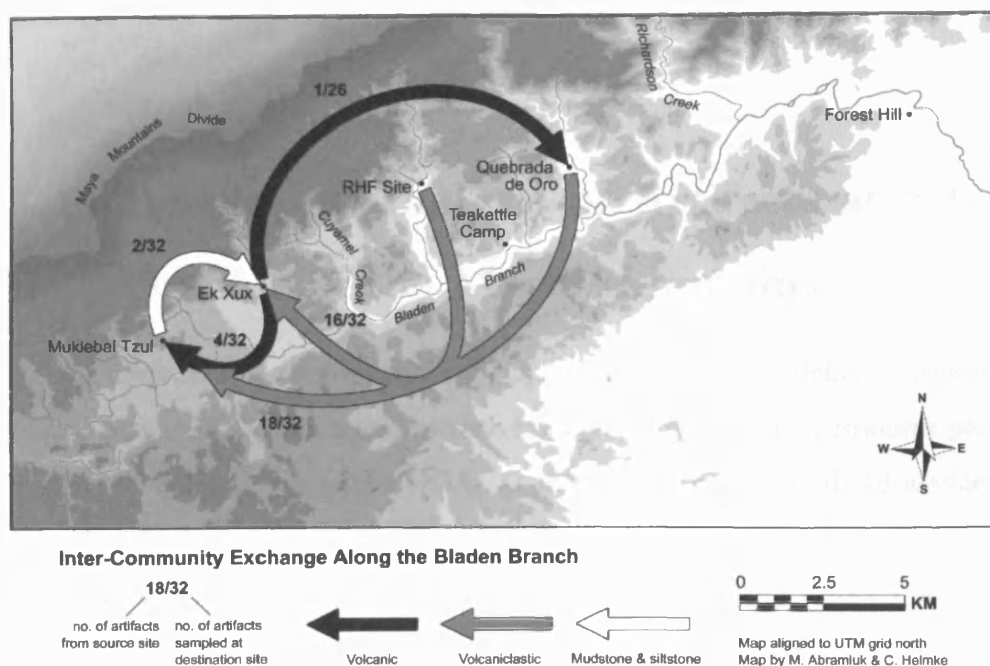 1/26
Richardson
Creek
Forest Hill
Maya Mountains Divide
Quebrada
de Oro
RHF Site
Teakettle
Camp
Cuyamel
Creek
2/32
Ek Xux
16/32
Bladen Branch
Muklebal Tzul
4/32
18/32
N
W E
S
Inter-Community Exchange Along the Bladen Branch
18/32
no. of artifacts
from source site
no. of artifacts
sampled at
destination site
Volcanic
Volcaniclastic
Mudstone & siltstone
0 2.5 5
KM
Map aligned to UTM grid north
Map by M. Abramiuk & C. Helmke